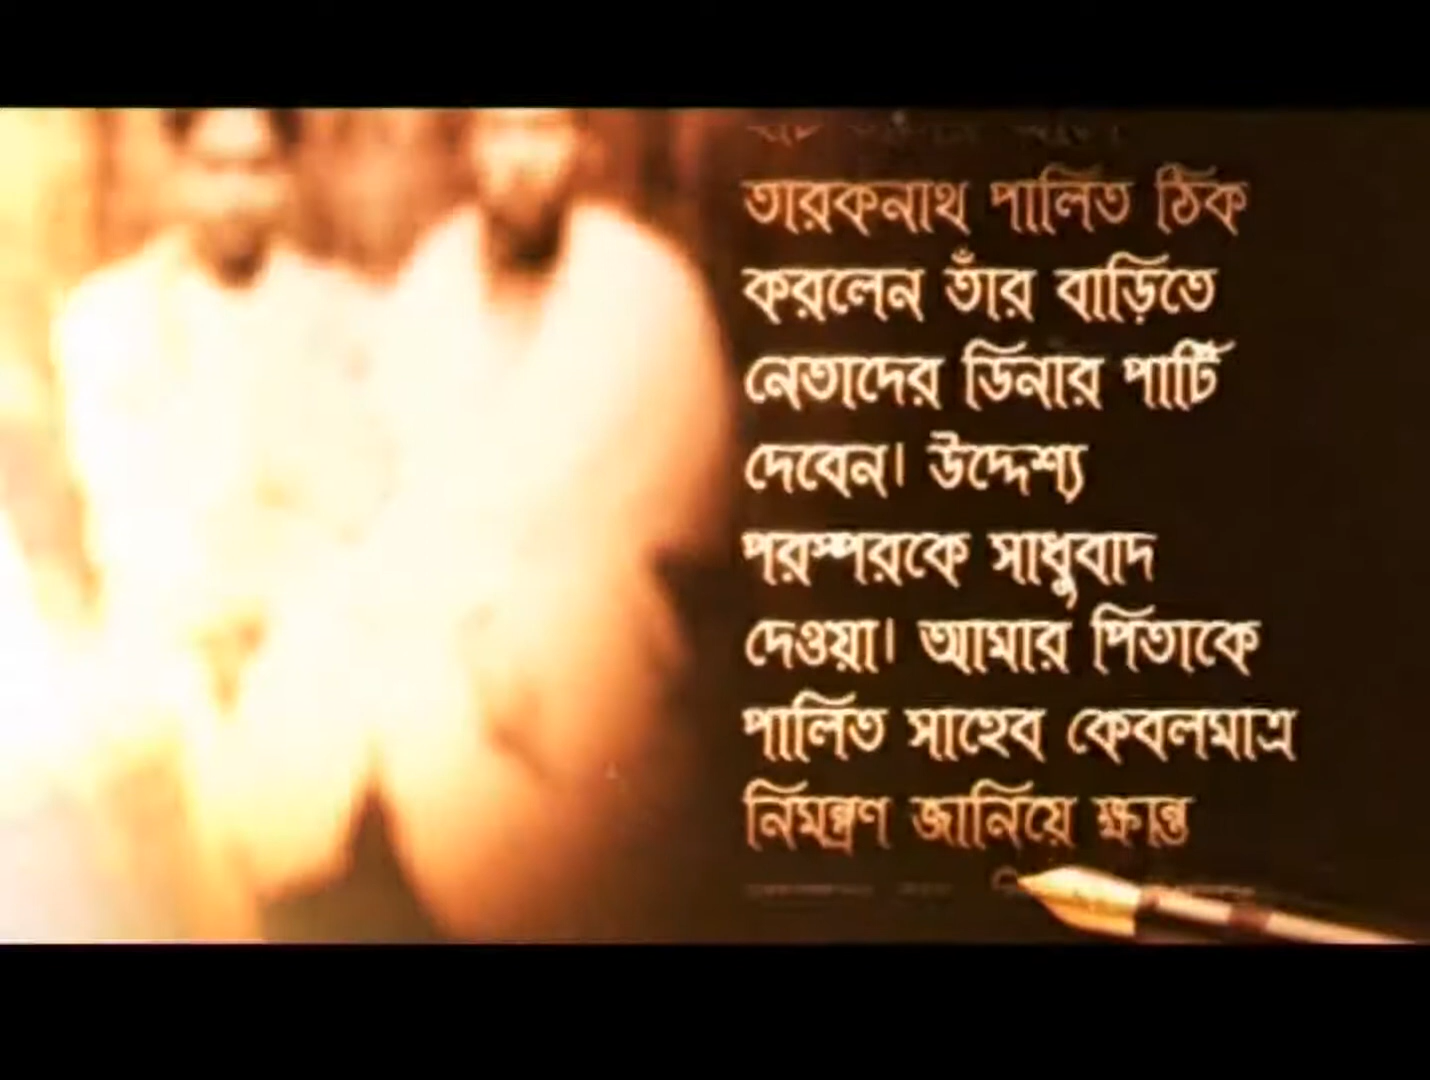 তারকনাথ পালিত ঠিক
করলেন তাঁর বাড়িতে
নেতাদের ডিনার পার্টি
দেবেন। উদ্দেশ্য
পরস্পরকে সাধুবাদ
দেওয়া। আমার পিতাকে
পালিত সাহেব কেবলমাত্র
নিমন্ত্রণ জানিয়ে ক্ষান্ত